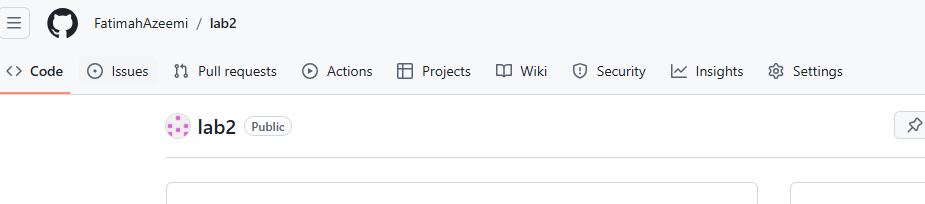 FatimahAzeemi / lab2
Code Issues Pull requests Actions Projects Wiki Security Insights Settings
lab2 Public